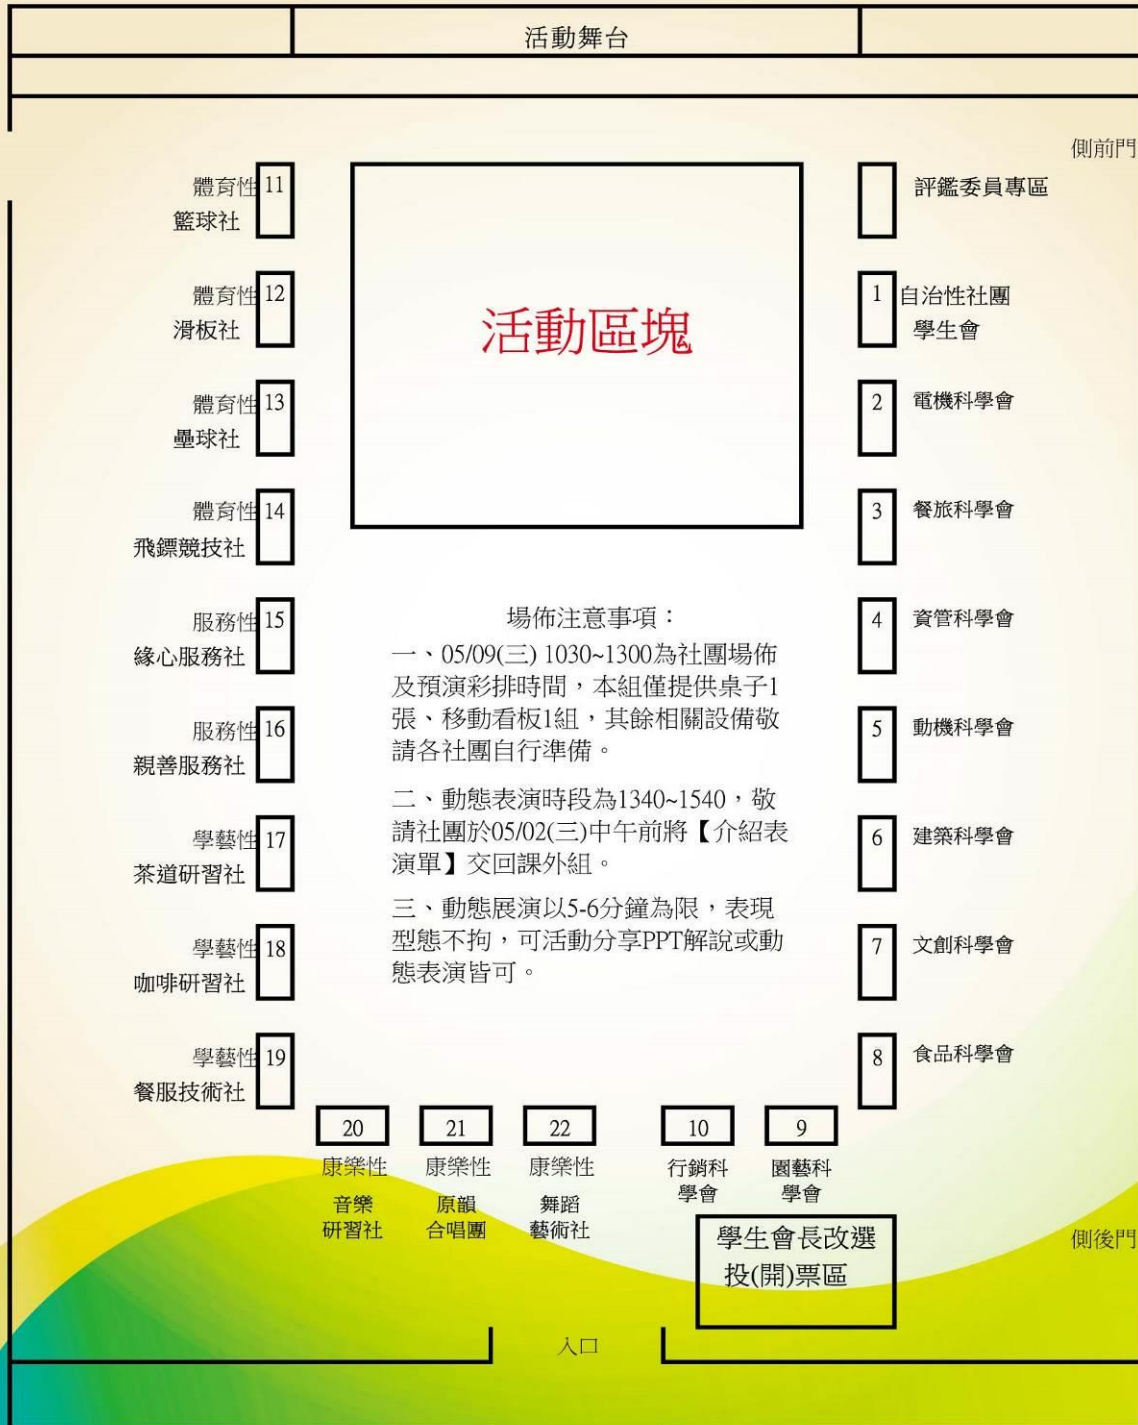 活動舞台
側前門
體育性 11
籃球社
體育性 12
滑板社
體育性 13
壘球社
體育性 14
飛鏢競技社
服務性 15
緣心服務社
服務性 16
親善服務社
學藝性 17
茶道研習社
學藝性 18
咖啡研習社
學藝性 19
餐服技術社
活動區塊
場佈注意事項：
一、05/09(三) 1030~1300為社團場佈
及預演彩排時間，本組僅提供桌子1
張、移動看板1組，其餘相關設備敬
請各社團自行準備。
二、動態表演時段為1340~1540，敬
請社團於05/02(三)中午前將【介紹表
演單】交回課外組。
三、動態展演以5-6分鐘為限，表現
型態不拘，可活動分享PPT解說或動
態表演皆可。
評鑑委員專區
1 自治性社團
學生會
2 電機科學會
3 餐旅科學會
4 資管科學會
5 動機科學會
6 建築科學會
7 文創科學會
8 食品科學會
20
康樂性
音樂
研習社
21
康樂性
原韻
合唱團
22
康樂性
舞蹈
藝術社
10
行銷科
學會
9
園藝科
學會
學生會長改選
投(開)票區
側後門
入口